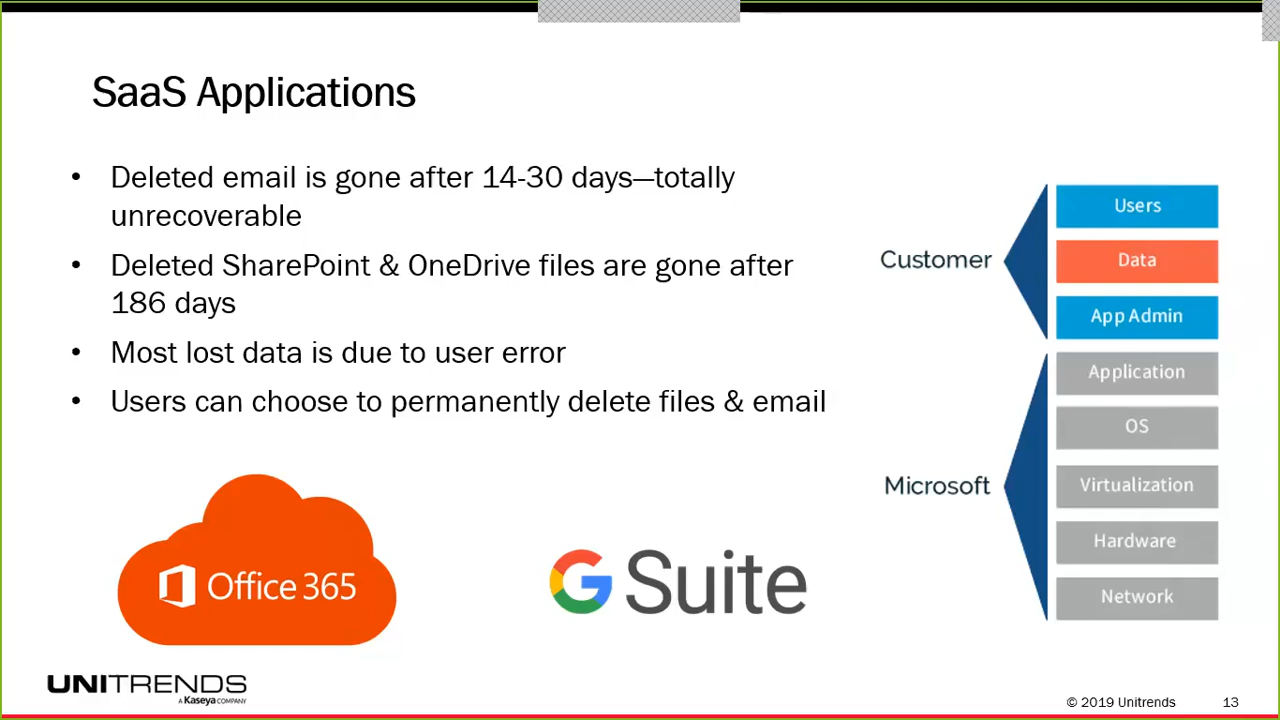 SaaS Applications
• Deleted email is gone after 14-30 days—totally
unrecoverable
• Deleted SharePoint & OneDrive files are gone after
186 days
• Most lost data is due to user error
• Users can choose to permanently delete files & email
Customer
Users
Data
App Admin
Microsoft
Application
OS
Virtualization
Hardware
Network
Office 365
G Suite
UNITRENDS
A Kaseya COMPANY
© 2019 Unitrends
13